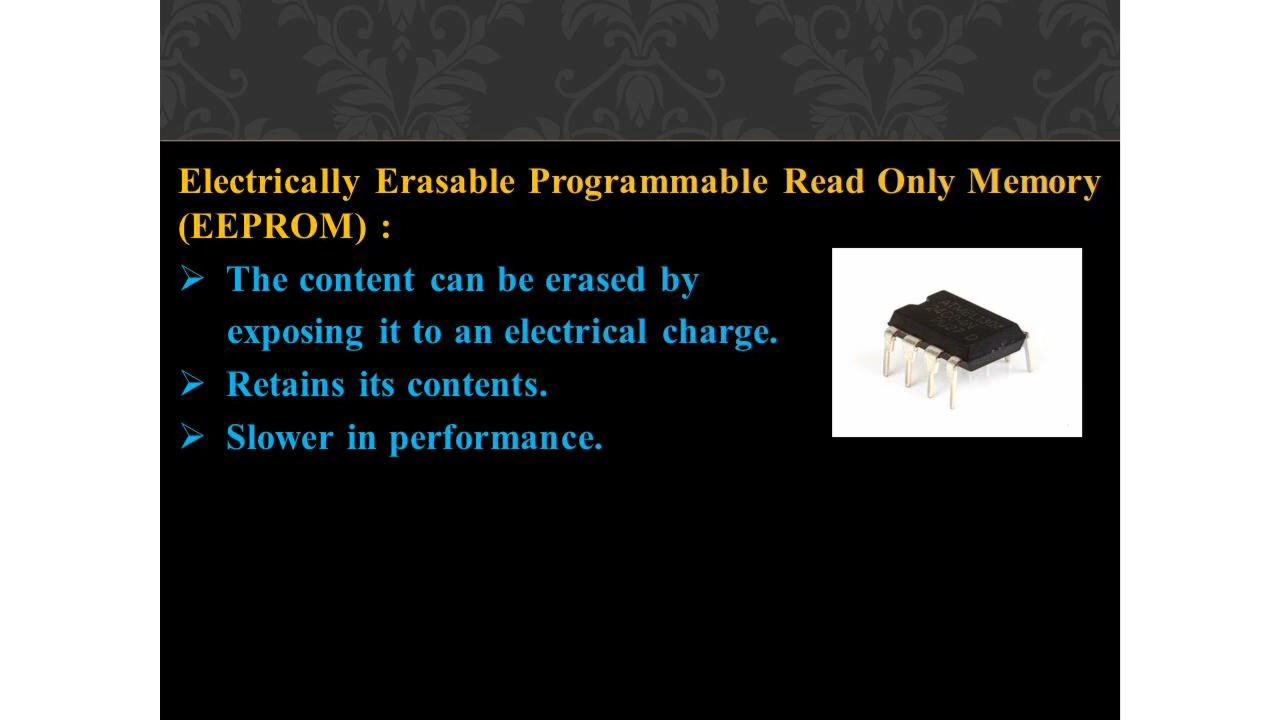 Electrically Erasable Programmable Read Only Memory
(EEPROM) :
➢ The content can be erased by
exposing it to an electrical charge.
➢ Retains its contents.
➢ Slower in performance.